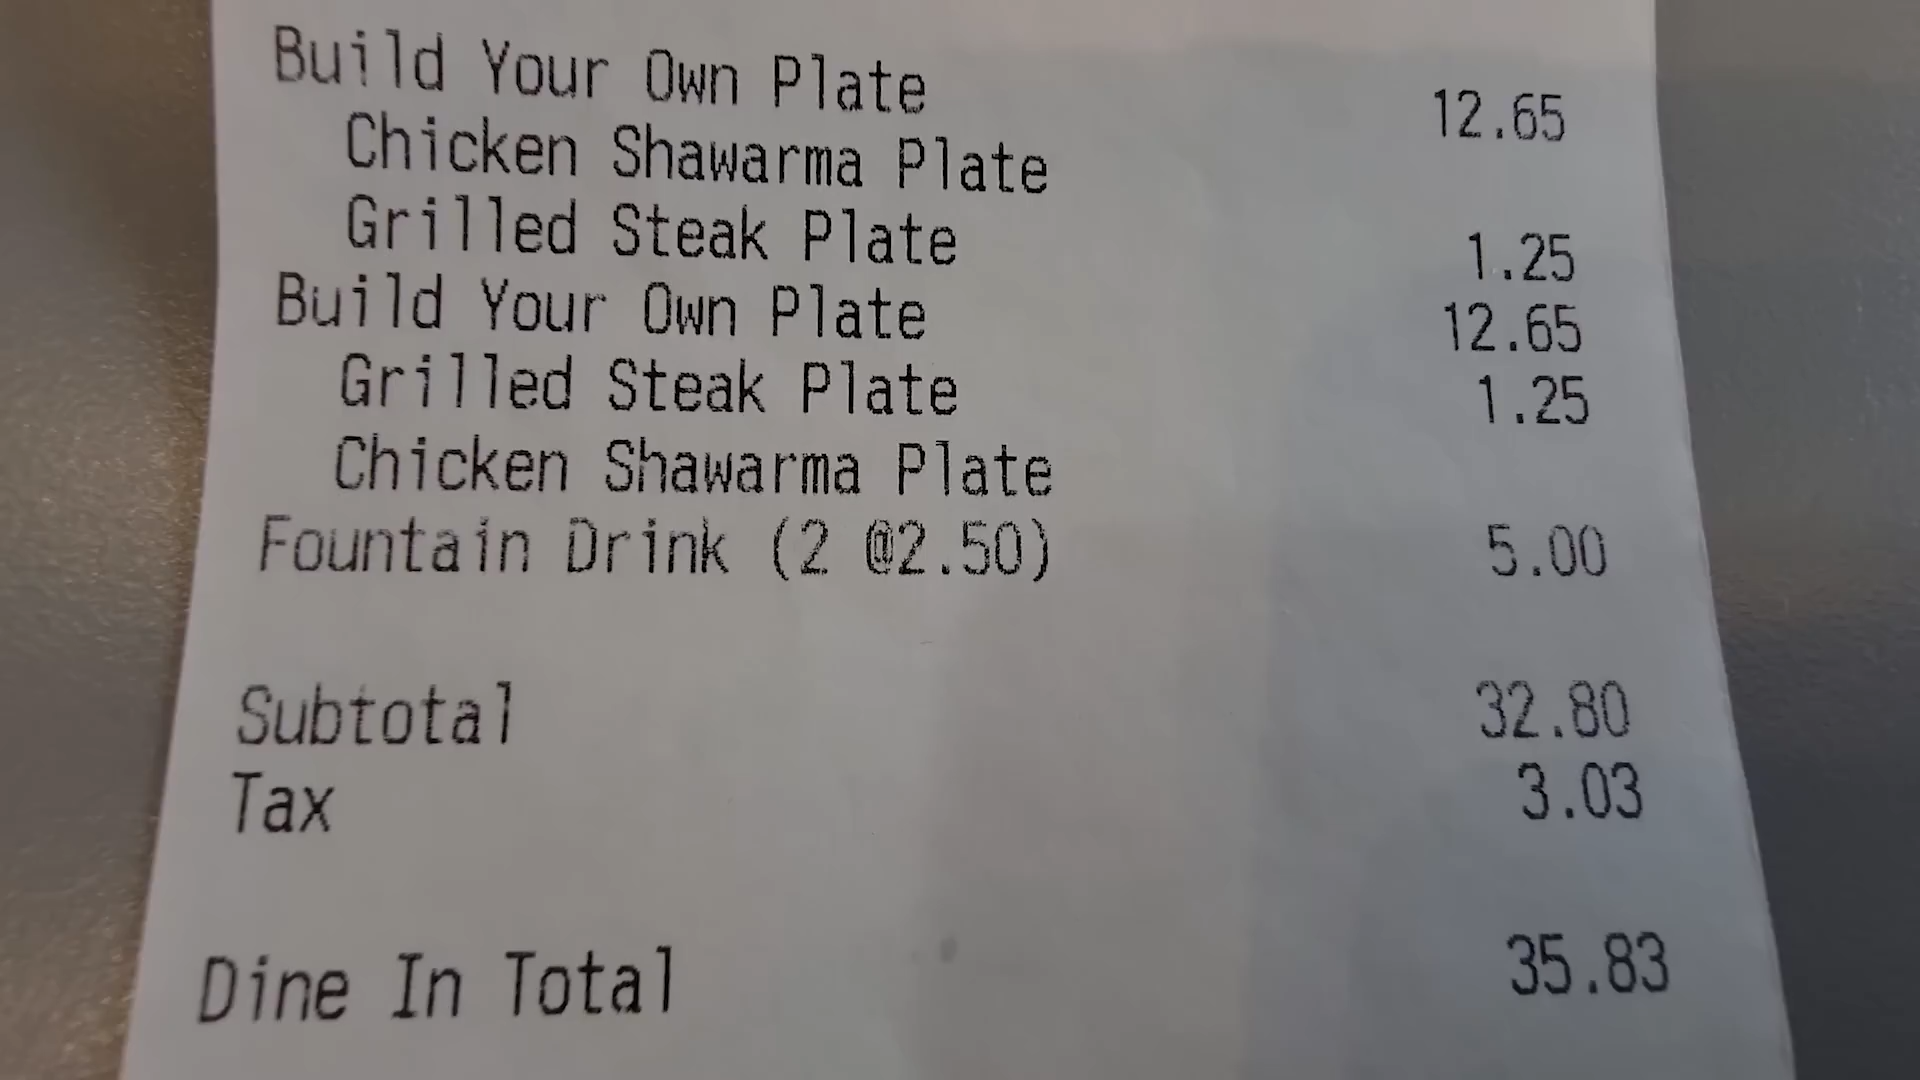 Build Your Own Plate 12.65
Chicken Shawarma Plate
Grilled Steak Plate 1.25
Build Your Own Plate 12.65
Grilled Steak Plate 1.25
Chicken Shawarma Plate
Fountain Drink (2 @2.50) 5.00
Subtotal 32.80
Tax 3.03
Dine In Total 35.83